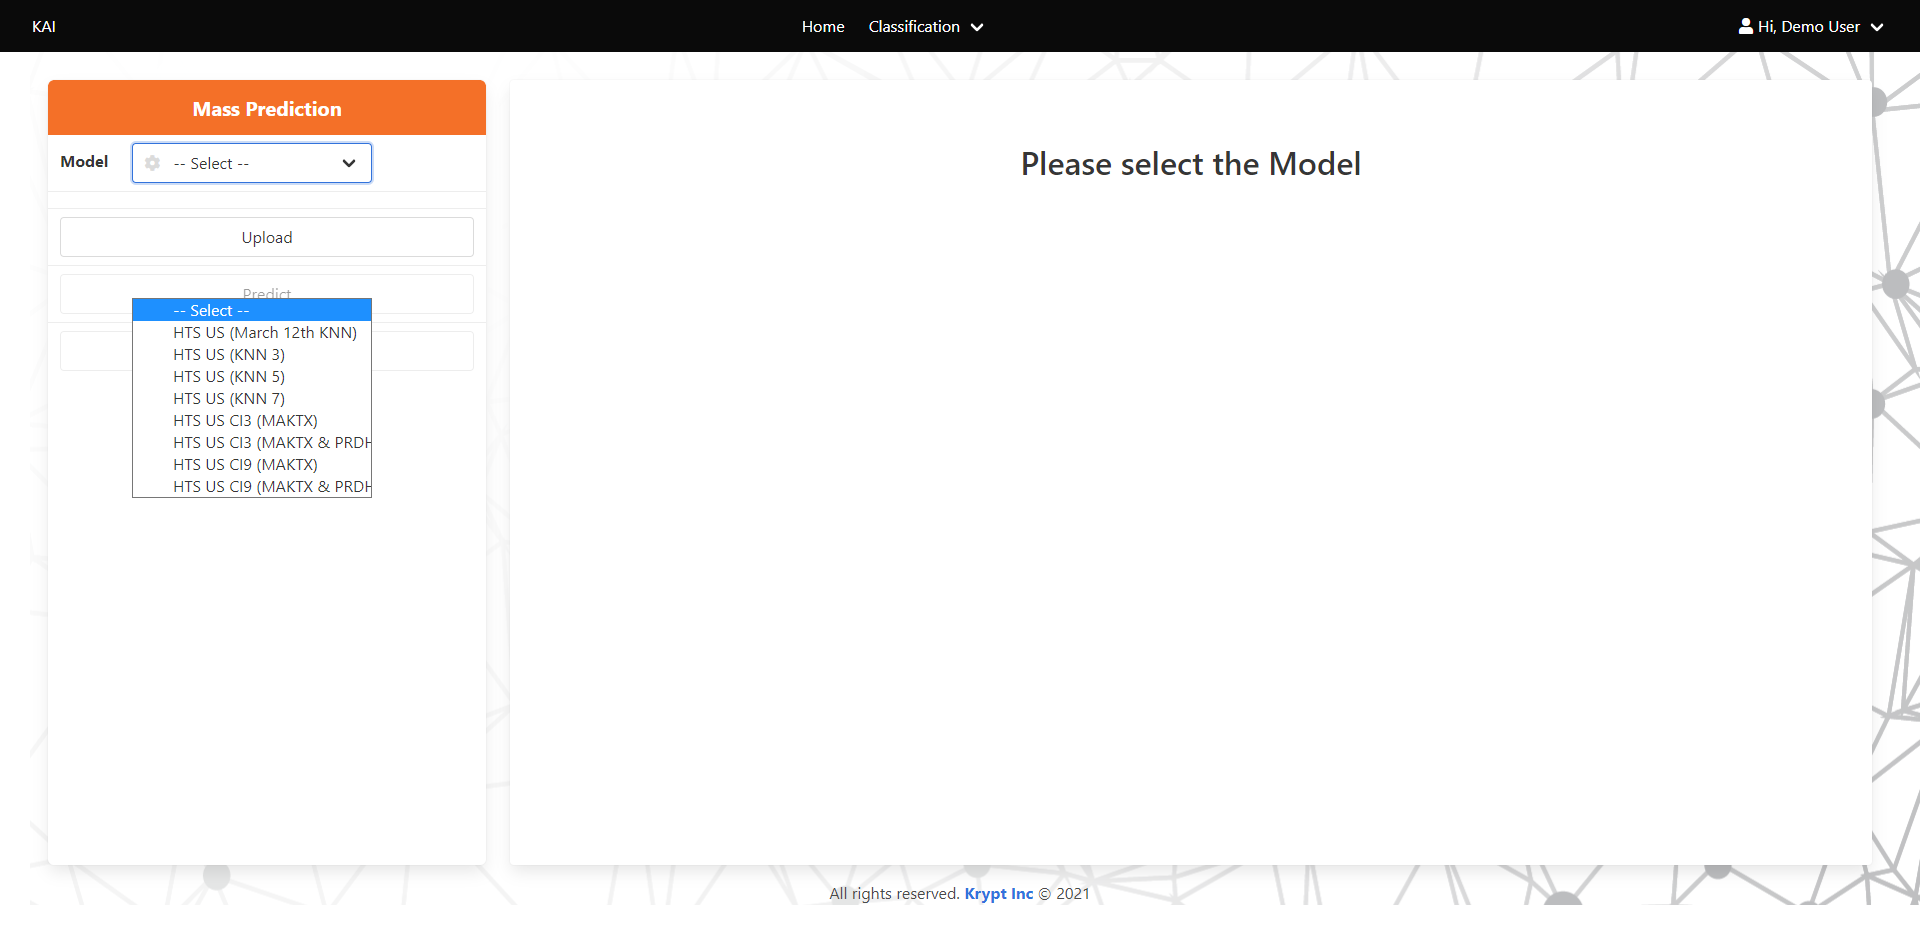 KAI
Home
Classification
Hi, Demo User
Mass Prediction
Model
-- Select --
Please select the Model
Upload
Predict
-- Select --
HTS US (March 12th KNN)
HTS US (KNN 3)
HTS US (KNN 5)
HTS US (KNN 7)
HTS US CI3 (MAKTX)
HTS US CI3 (MAKTX & PRDH
HTS US CI9 (MAKTX)
HTS US CI9 (MAKTX & PRDH
All rights reserved. Krypt Inc © 2021